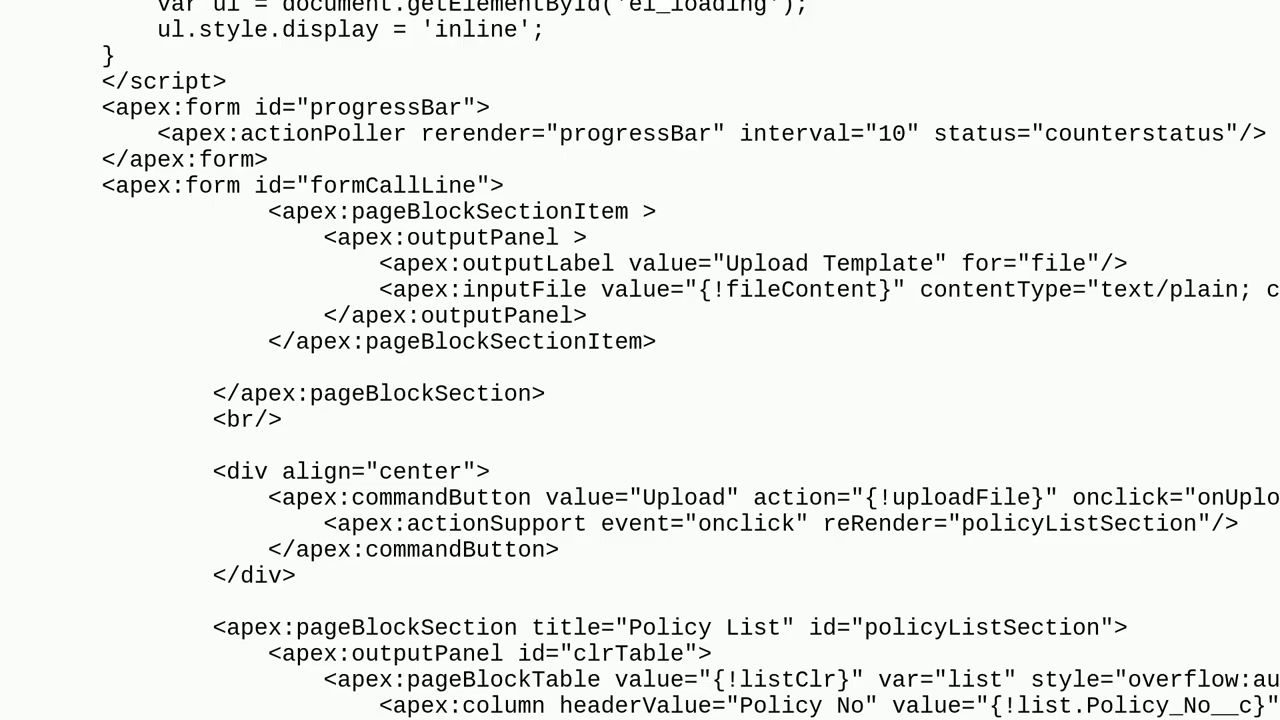 var ul = document.getElementById('el_loading');
ul.style.display = 'inline';
}
</script>
<apex:form id="progressBar">
<apex:actionPoller rerender="progressBar" interval="10" status="counterstatus"/>
</apex:form>
<apex:form id="formCallLine">
<apex:pageBlockSectionItem >
<apex:outputPanel >
<apex:outputLabel value="Upload Template" for="file"/>
<apex:inputFile value="{!fileContent}" contentType="text/plain; c
</apex:outputPanel>
</apex:pageBlockSectionItem>
</apex:pageBlockSection>
<br/>
<div align="center">
<apex:commandButton value="Upload" action="{!uploadFile}" onclick="onUplo
<apex:actionSupport event="onclick" reRender="policyListSection"/>
</apex:commandButton>
</div>
<apex:pageBlockSection title="Policy List" id="policyListSection">
<apex:outputPanel id="clrTable">
<apex:pageBlockTable value="{!listClr}" var="list" style="overflow:au
<apex:column headerValue="Policy No" value="{!list.Policy_No__c}"